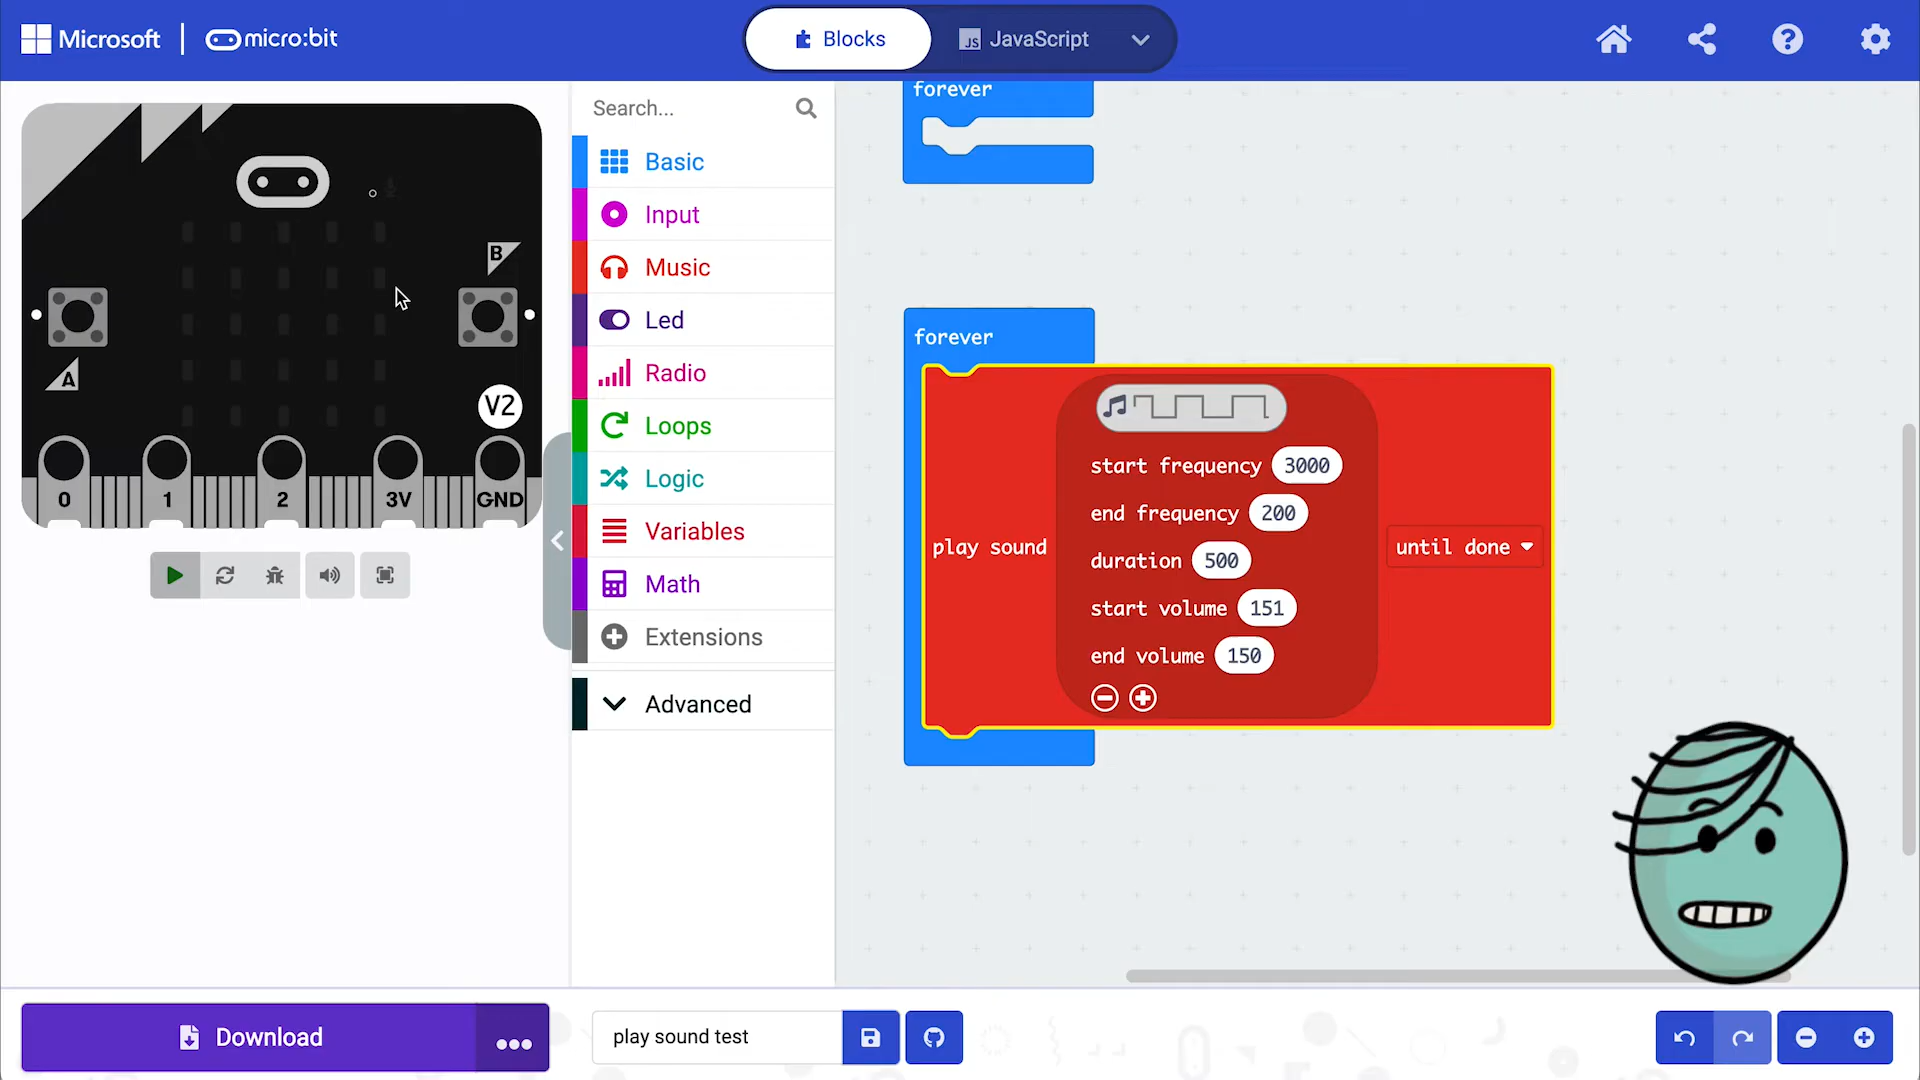 Microsoft | micro:bit
Blocks
JS JavaScript
Search...
Basic
Input
Music
Led
Radio
Loops
Logic
Variables
Math
Extensions
Advanced
A
B
V2
0 1 2 3V GND
forever
forever
play sound
start frequency 3000
end frequency 200
duration 500
start volume 151
end volume 150
until done
Download
play sound test